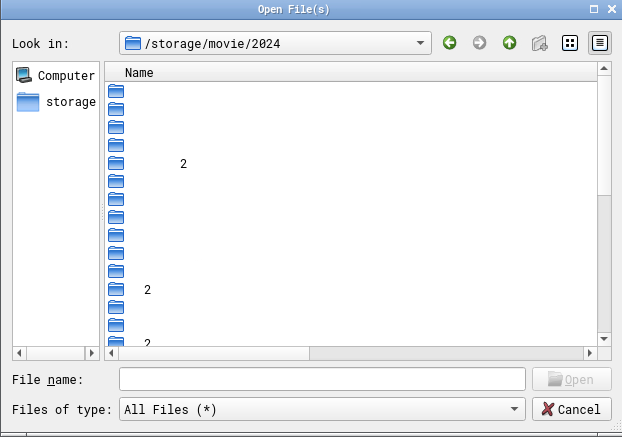 Open File(s)
Look in: /storage/movie/2024
Computer
storage
Name
2
2
2
File name:
Open
Files of type: All Files (*)
Cancel